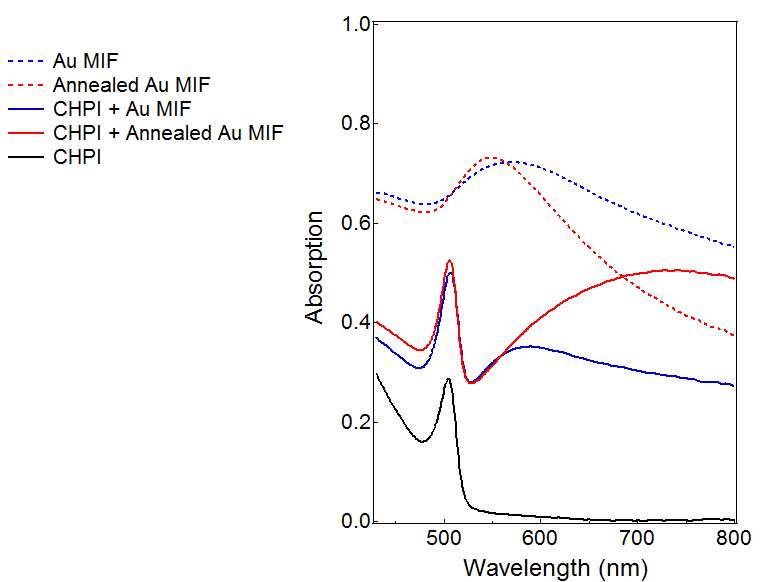 Au MIF
Annealed Au MIF
CHPI + Au MIF
CHPI + Annealed Au MIF
CHPI
1.0
0.8
0.6
0.4
0.2
0.0
Absorption
500
600
700
800
Wavelength (nm)